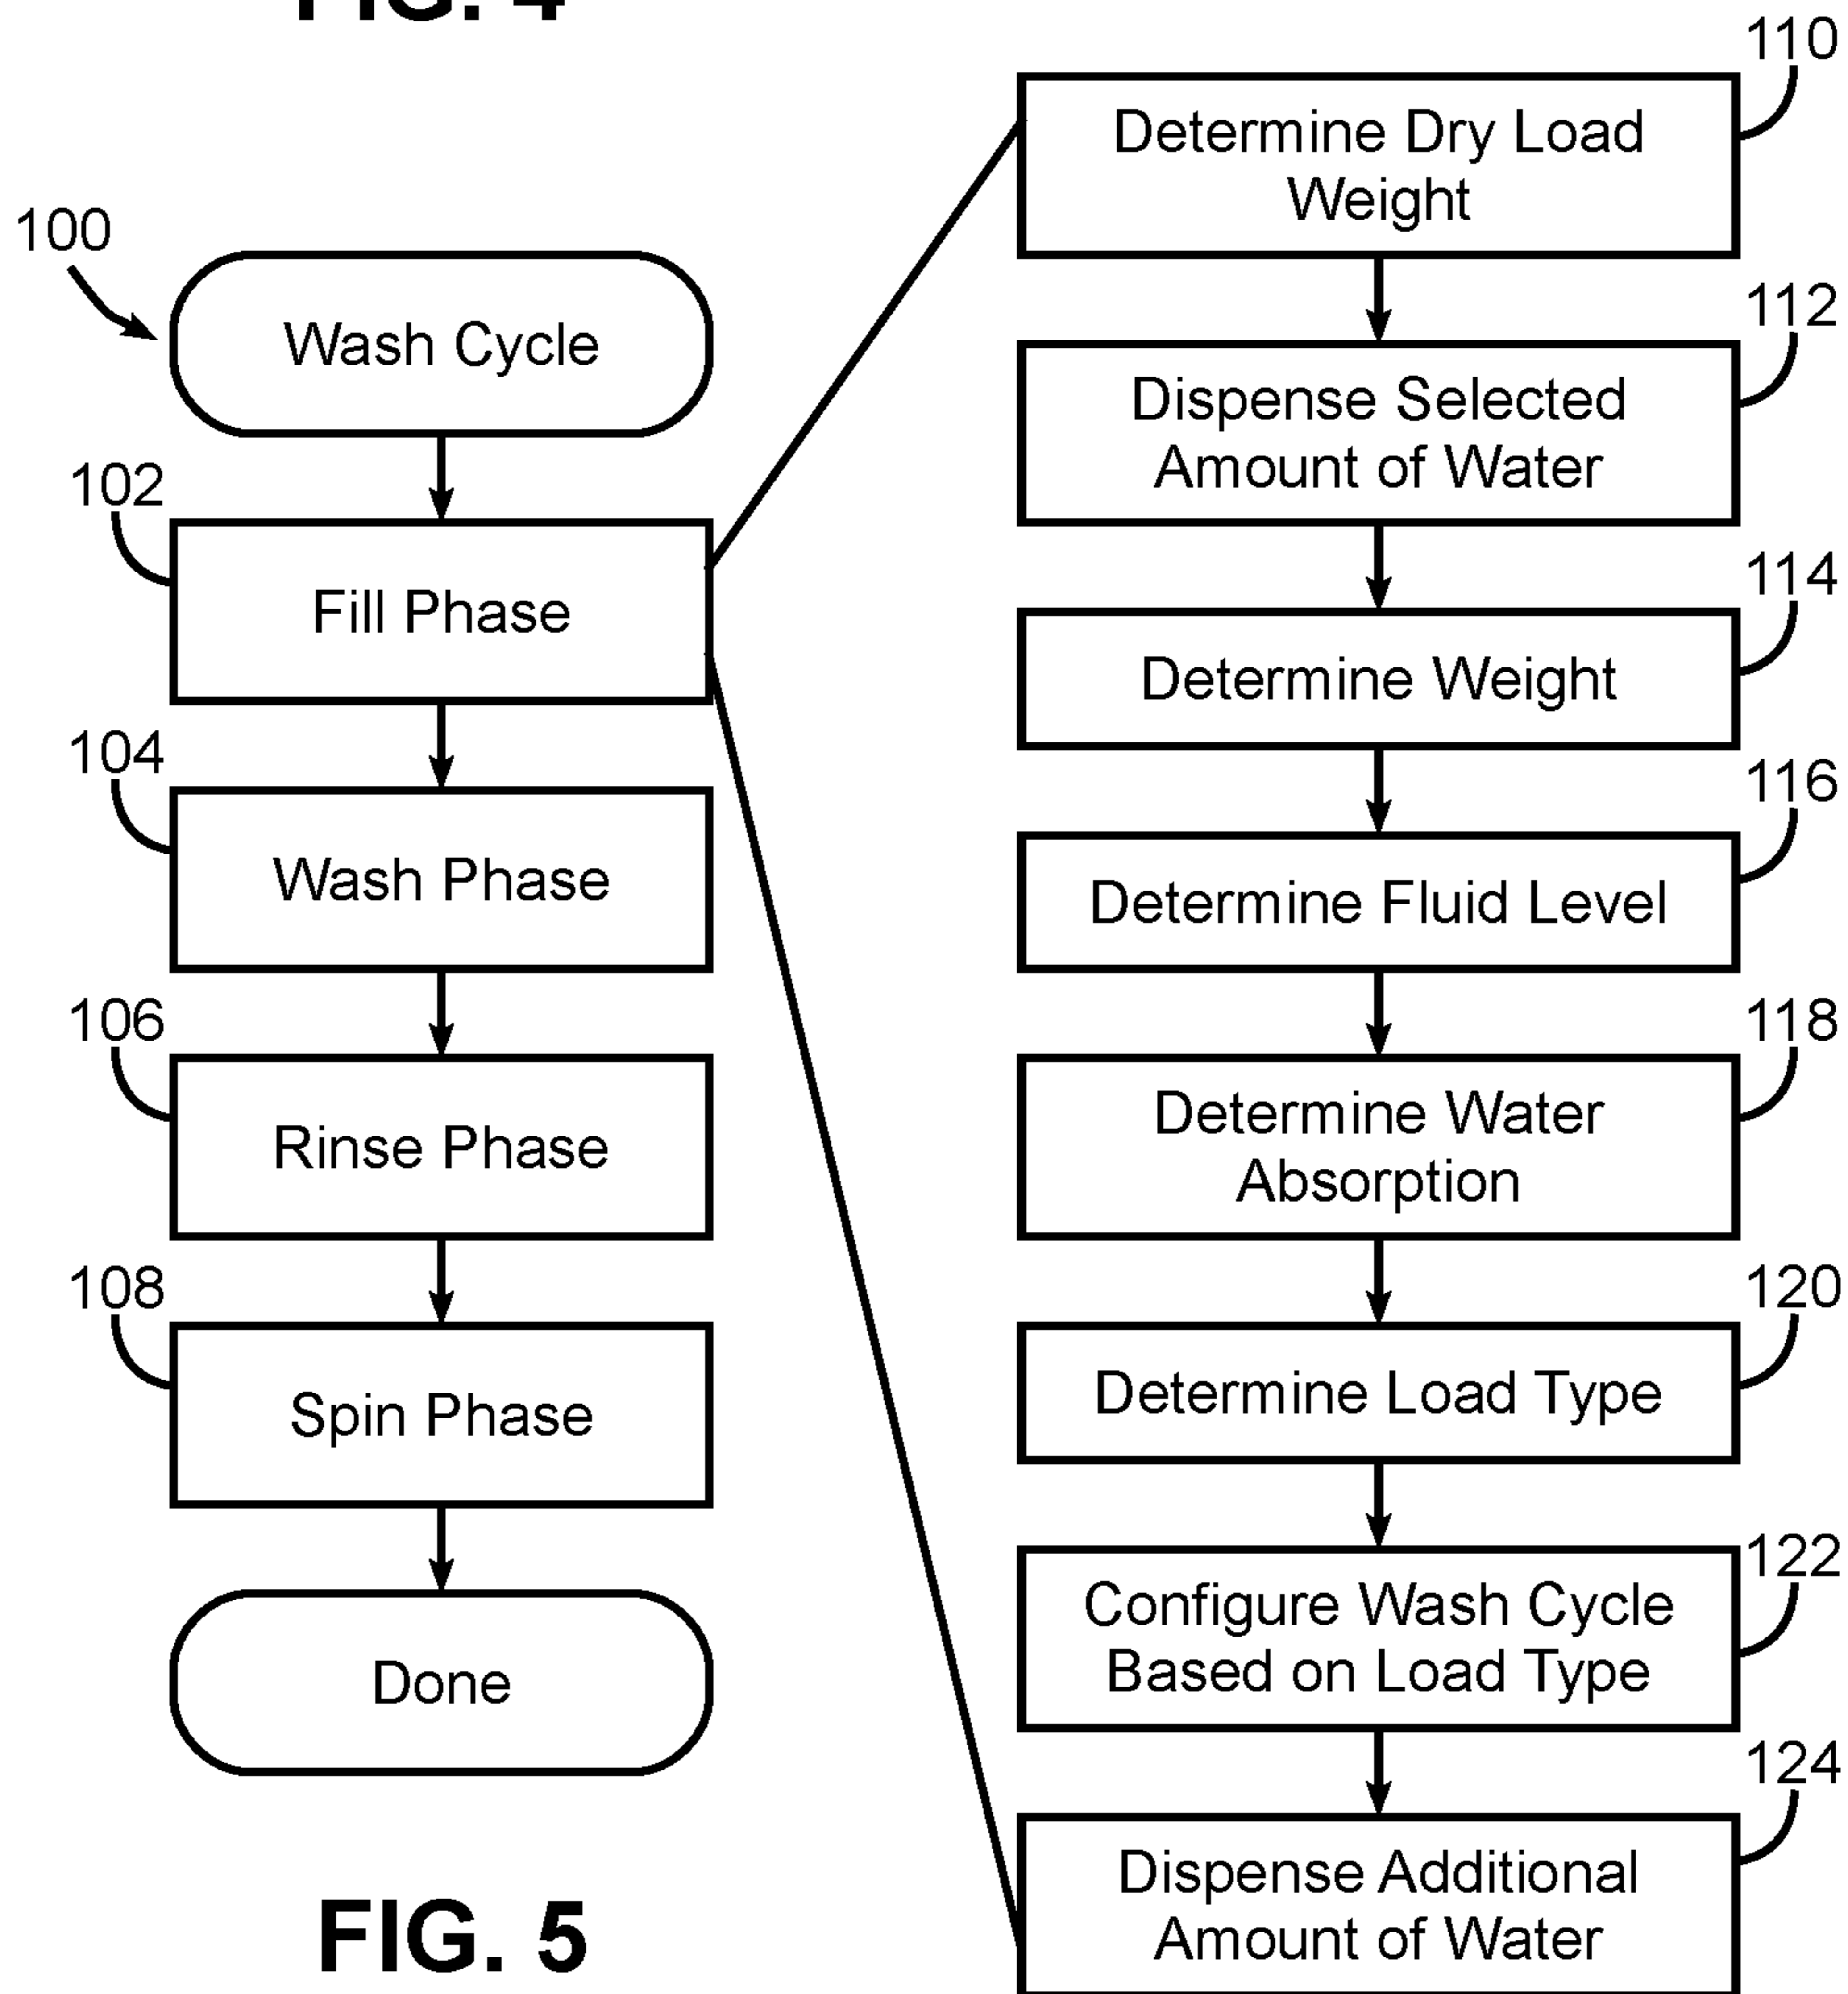 FIG. 4
100
Wash Cycle
102
Fill Phase
104
Wash Phase
106
Rinse Phase
108
Spin Phase
Done
FIG. 5
110
Determine Dry Load
Weight
112
Dispense Selected
Amount of Water
114
Determine Weight
116
Determine Fluid Level
118
Determine Water
Absorption
120
Determine Load Type
122
Configure Wash Cycle
Based on Load Type
124
Dispense Additional
Amount of Water